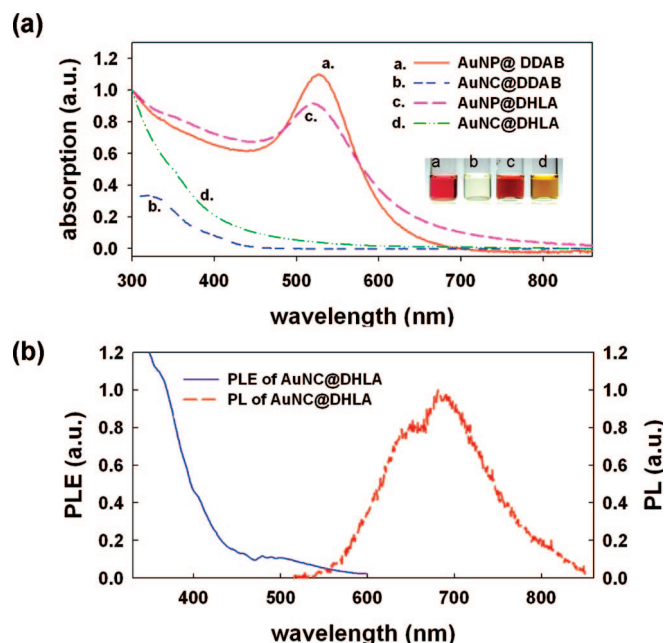 (a)
absorption (a.u.)
1.2
1.0
0.8
0.6
0.4
0.2
0.0
a.
b.
c.
d.
a. AuNP@ DDAB
b. AuNC@DDAB
c. AuNP@DHLA
d. AuNC@DHLA
a b c d
300 400 500 600 700 800
wavelength (nm)
(b)
PLE (a.u.)
1.2
1.0
0.8
0.6
0.4
0.2
0.0
PLE of AuNC@DHLA
PL of AuNC@DHLA
1.2
1.0
0.8
0.6
0.4
0.2
0.0
PL (a.u.)
400 500 600 700 800
wavelength (nm)